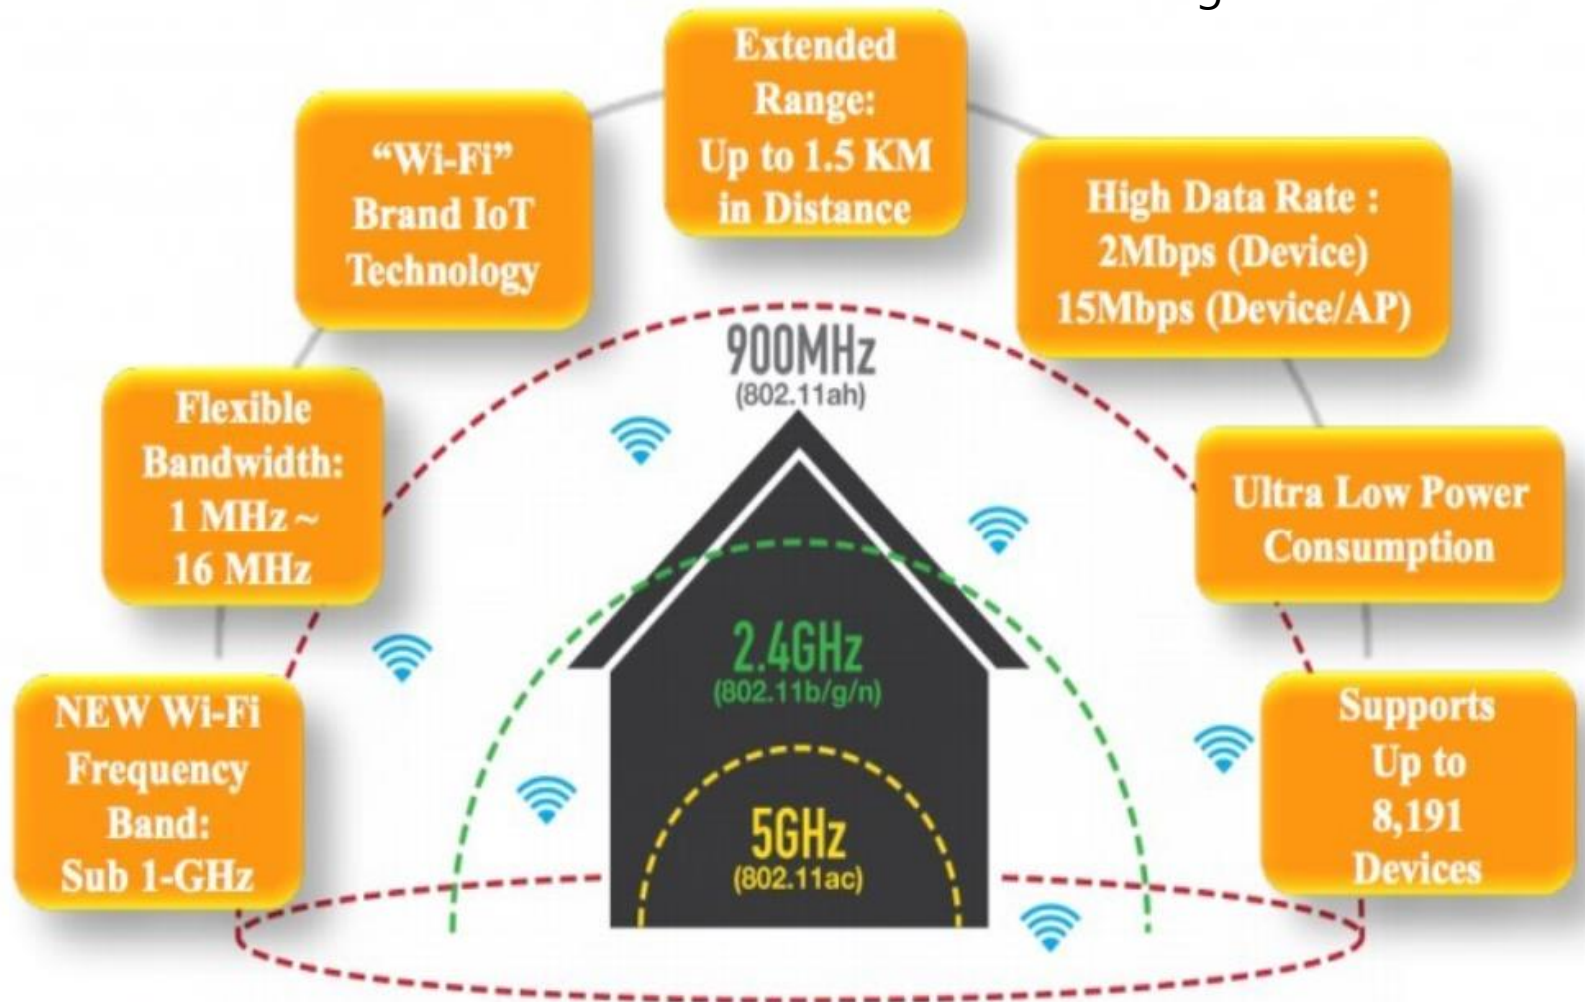 Extended
Range:
Up to 1.5 KM
in Distance
“Wi-Fi”
Brand IoT
Technology
High Data Rate :
2Mbps (Device)
15Mbps (Device/AP)
900MHz
(802.11ah)
Flexible
Bandwidth:
1 MHz ~
16 MHz
Ultra Low Power
Consumption
2.4GHz
(802.11b/g/n)
NEW Wi-Fi
Frequency
Band:
Sub 1-GHz
Supports
Up to
8,191
Devices
5GHz
(802.11ac)